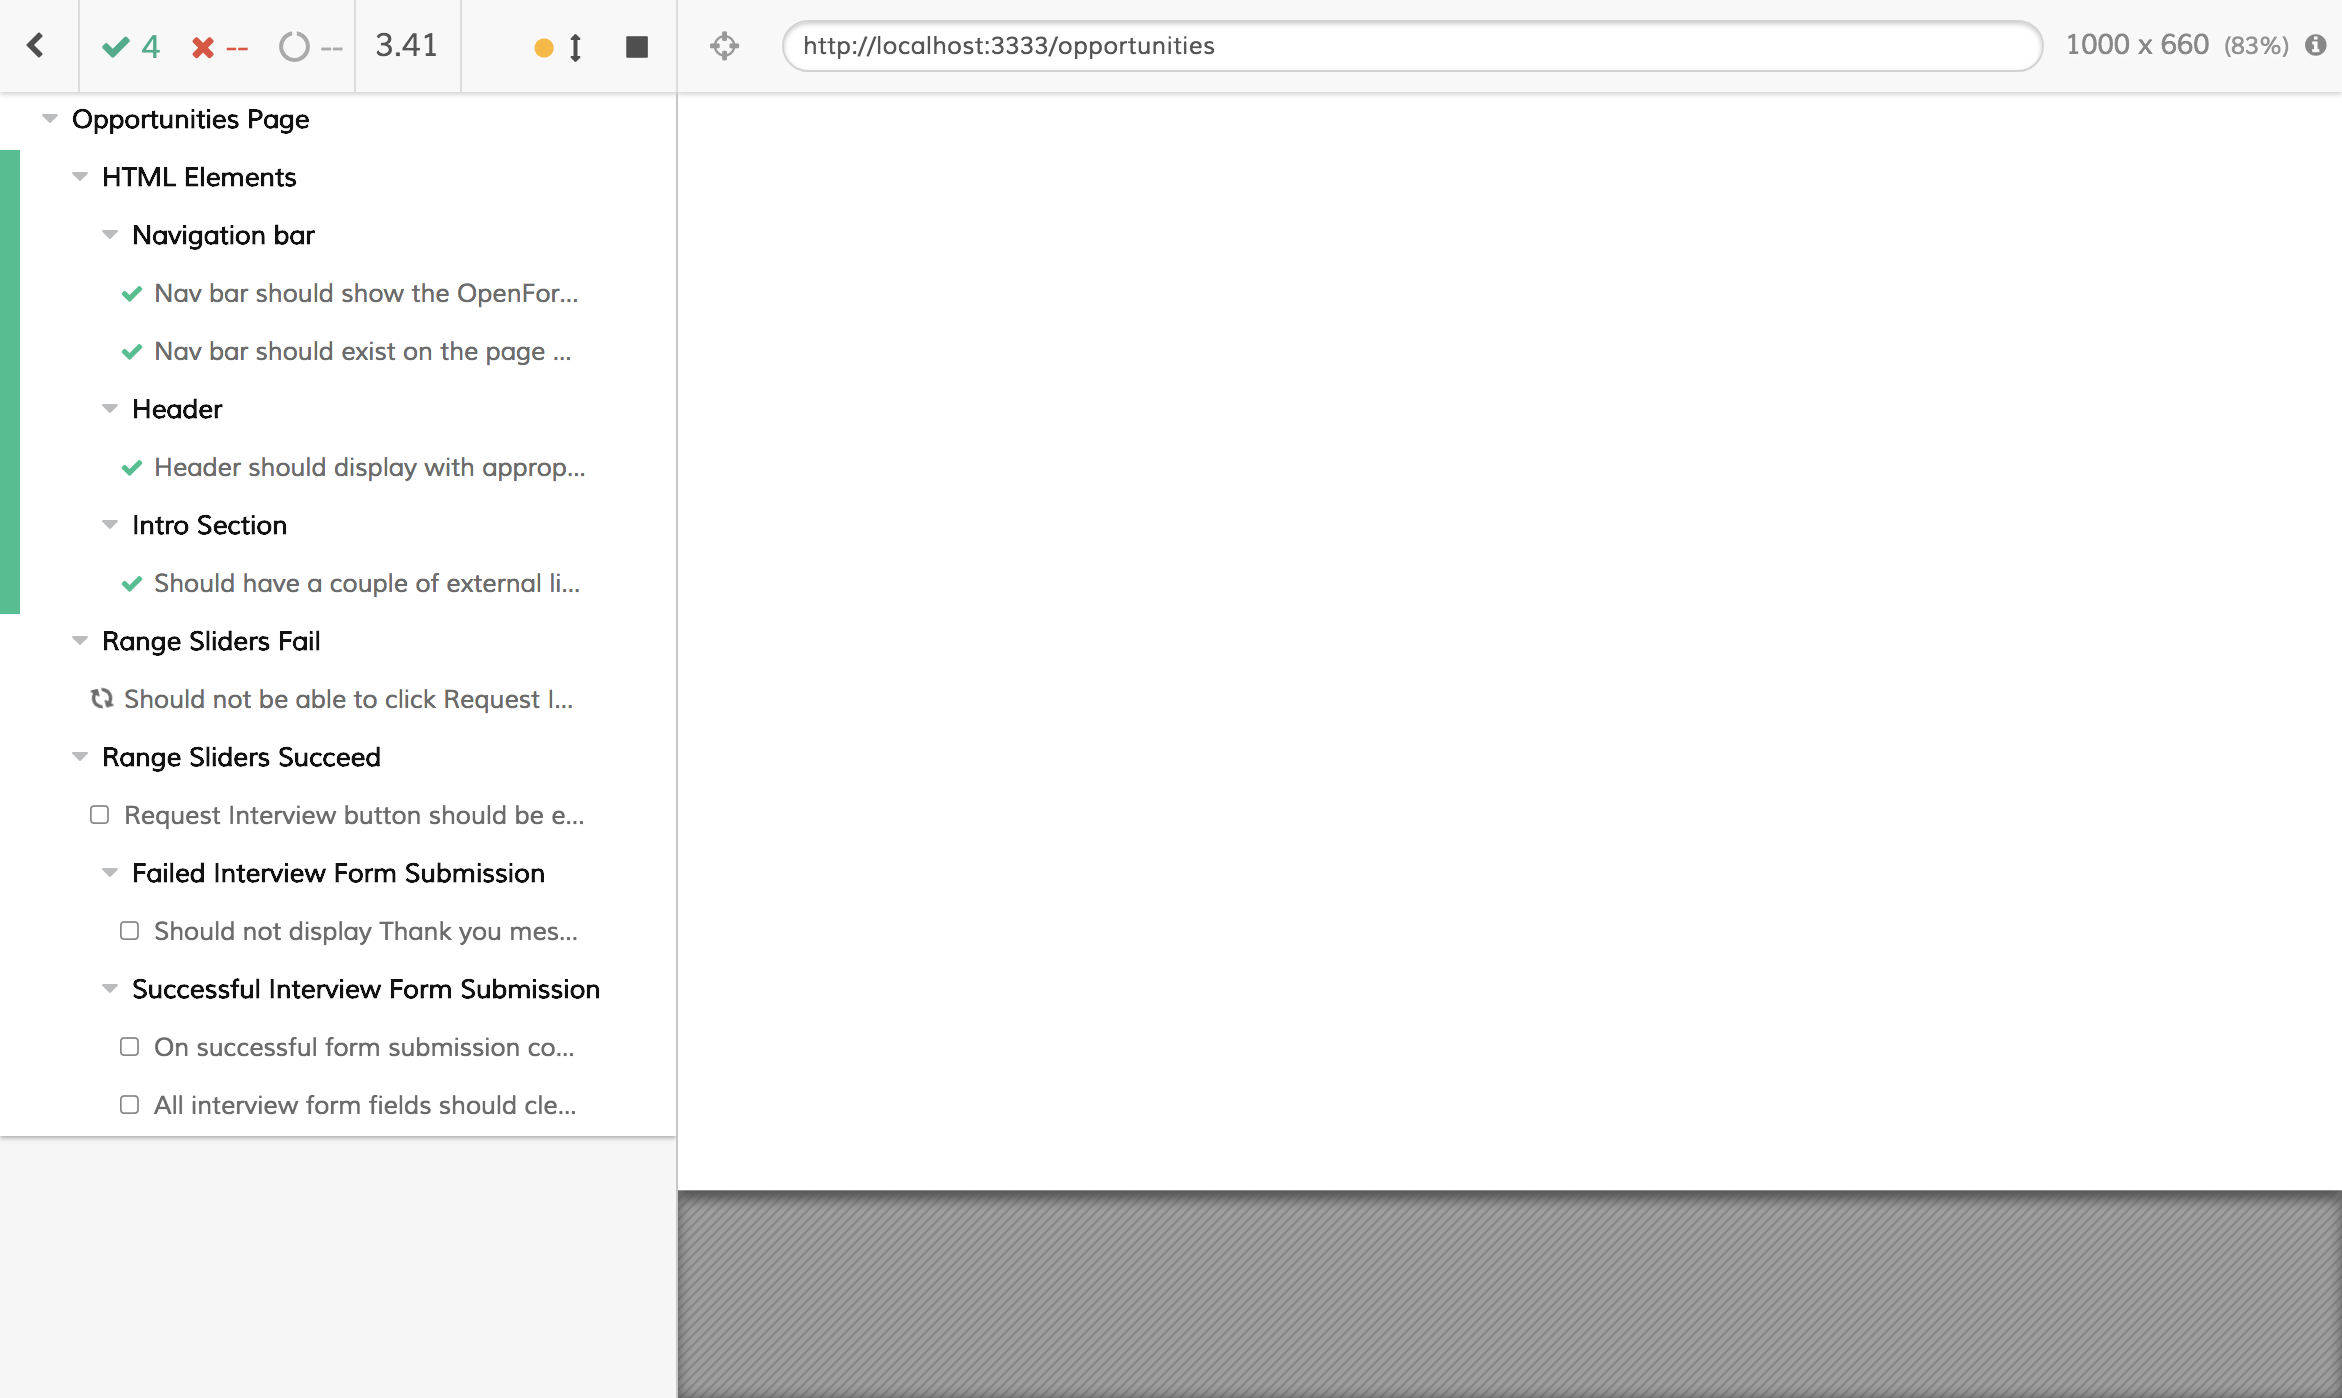 4 -- -- 3.41 http://localhost:3333/opportunities 1000 x 660 (83%)
Opportunities Page
HTML Elements
Navigation bar
Nav bar should show the OpenFor...
Nav bar should exist on the page ...
Header
Header should display with approp...
Intro Section
Should have a couple of external li...
Range Sliders Fail
Should not be able to click Request I...
Range Sliders Succeed
Request Interview button should be e...
Failed Interview Form Submission
Should not display Thank you mes...
Successful Interview Form Submission
On successful form submission co...
All interview form fields should cle...